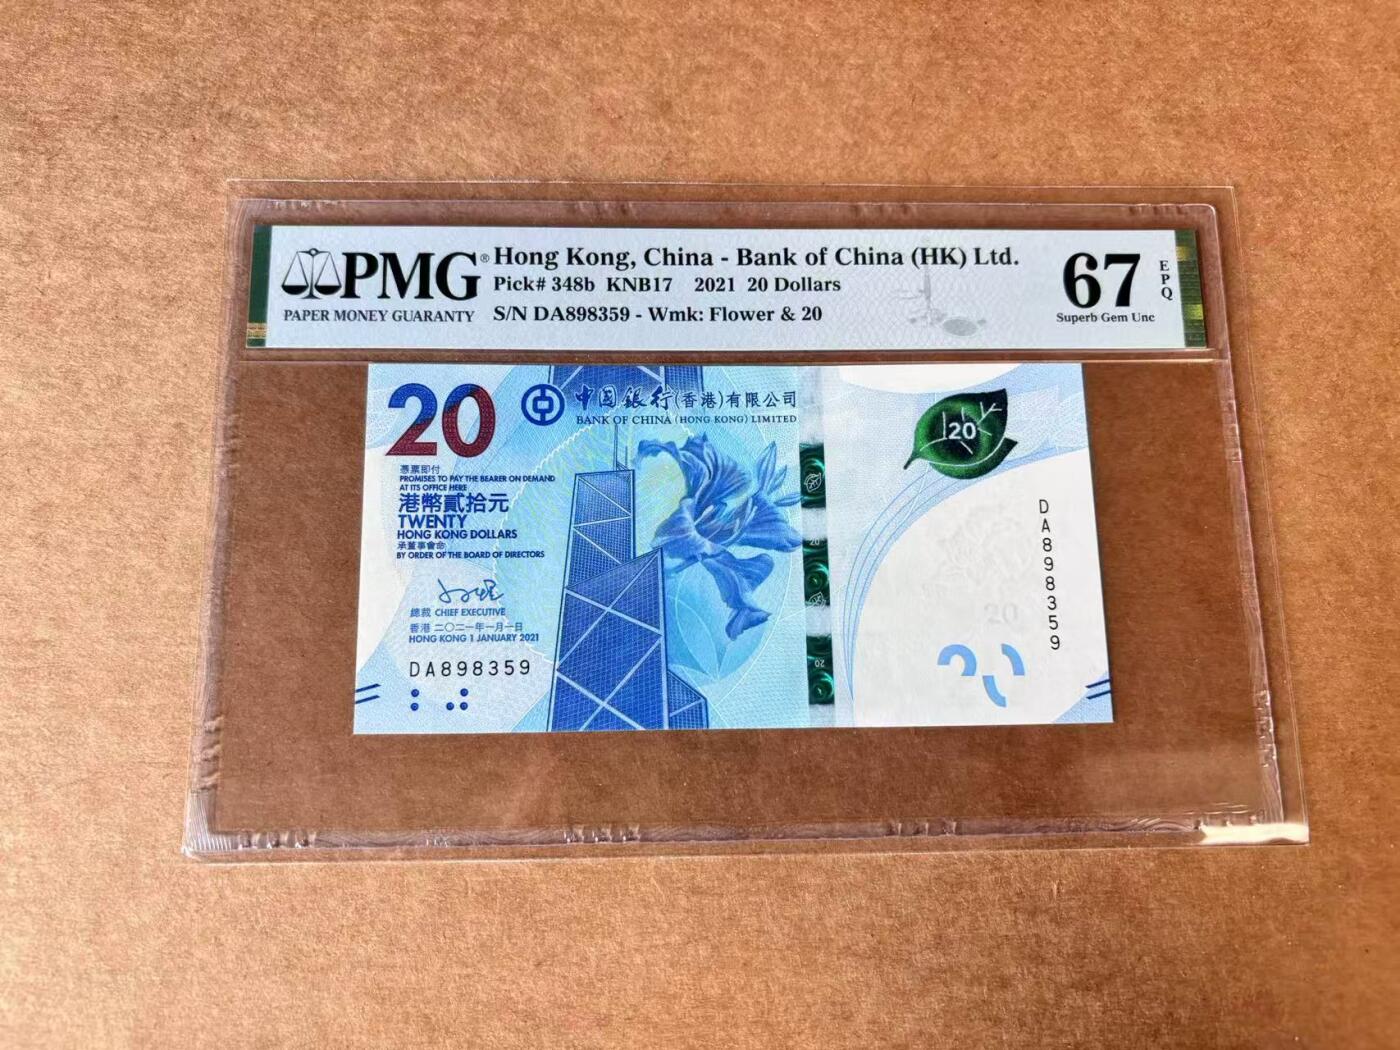 PMG®
PAPER MONEY GUARANTY
Hong Kong, China - Bank of China (HK) Ltd.
Pick# 348b KNB17 2021 20 Dollars
S/N DA898359 - Wmk: Flower & 20
67
EPQ
Superb Gem Unc
20
中國銀行(香港)有限公司
BANK OF CHINA (HONG KONG) LIMITED
憑票即付
PROMISES TO PAY THE BEARER ON DEMAND
AT ITS OFFICE HERE
港幣貳拾元
TWENTY
HONG KONG DOLLARS
承董事會命
BY ORDER OF THE BOARD OF DIRECTORS
總裁 CHIEF EXECUTIVE
香港 二〇二一年一月一日
HONG KONG 1 JANUARY 2021
DA898359
20
20
20
DA898359
20
20